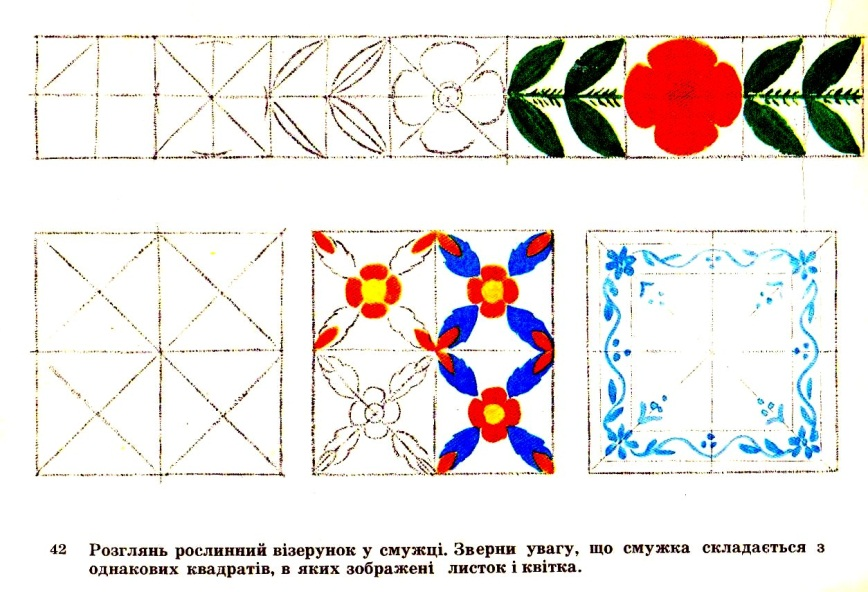 42 Розглянь рослинний візерунок у смужці. Зверни увагу, що смужка складається з
однакових квадратів, в яких зображені листок і квітка.